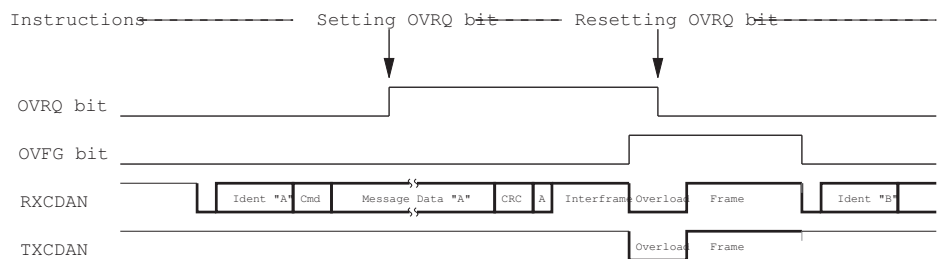 Instructions Setting OVRQ bit Resetting OVRQ bit
OVRQ bit
OVFG bit
RXCDAN Ident "A" Cmd Message Data "A" CRC A Interframe Overload Frame Ident "B"
TXCDAN Overload Frame